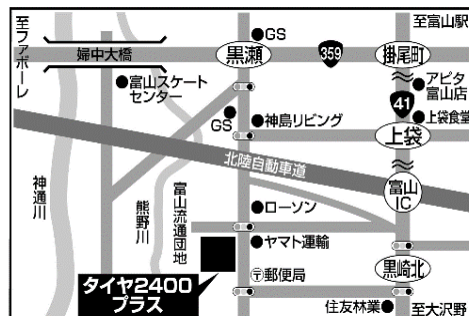 至富山駅
至ファボーレ
婦中大橋
GS
黒瀬
359
掛尾町
富山スケート
センター
アピタ
富山店
41
上袋食堂
GS
神島リビング
上袋
北陸自動車道
神通川
熊野川
富山流通団地
富山
IC
ローソン
ヤマト運輸
〒郵便局
黒崎北
タイヤ2400
プラス
住友林業
至大沢野